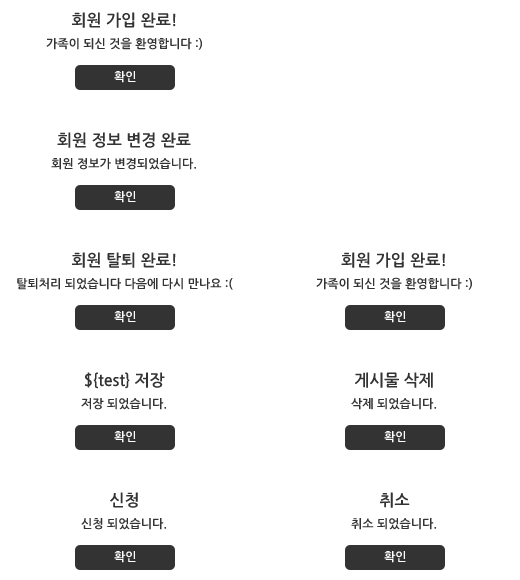 회원 가입 완료!
가족이 되신 것을 환영합니다 :)
확인
회원 정보 변경 완료
회원 정보가 변경되었습니다.
확인
회원 탈퇴 완료!
탈퇴처리 되었습니다 다음에 다시 만나요 :(
확인
회원 가입 완료!
가족이 되신 것을 환영합니다 :)
확인
${test} 저장
저장 되었습니다.
확인
게시물 삭제
삭제 되었습니다.
확인
신청
신청 되었습니다.
확인
취소
취소 되었습니다.
확인